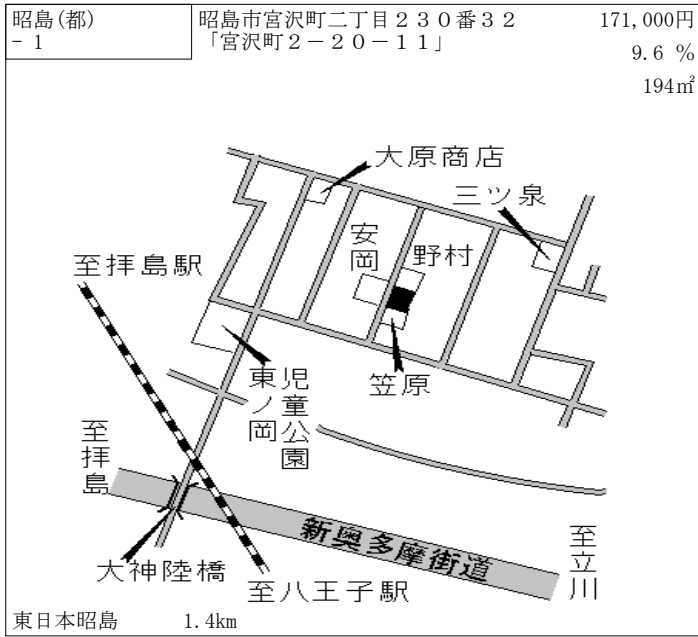 昭島(都)
- 1
昭島市宮沢町二丁目２３０番３２
「宮沢町２－２０－１１」
171,000円
9.6 %
194㎡
大原商店
三ツ泉
安岡
野村
至拝島駅
笠原
東ノ岡
児童公園
至拝島
新奥多摩街道
至立川
大神陸橋
至八王子駅
東日本昭島 1.4km